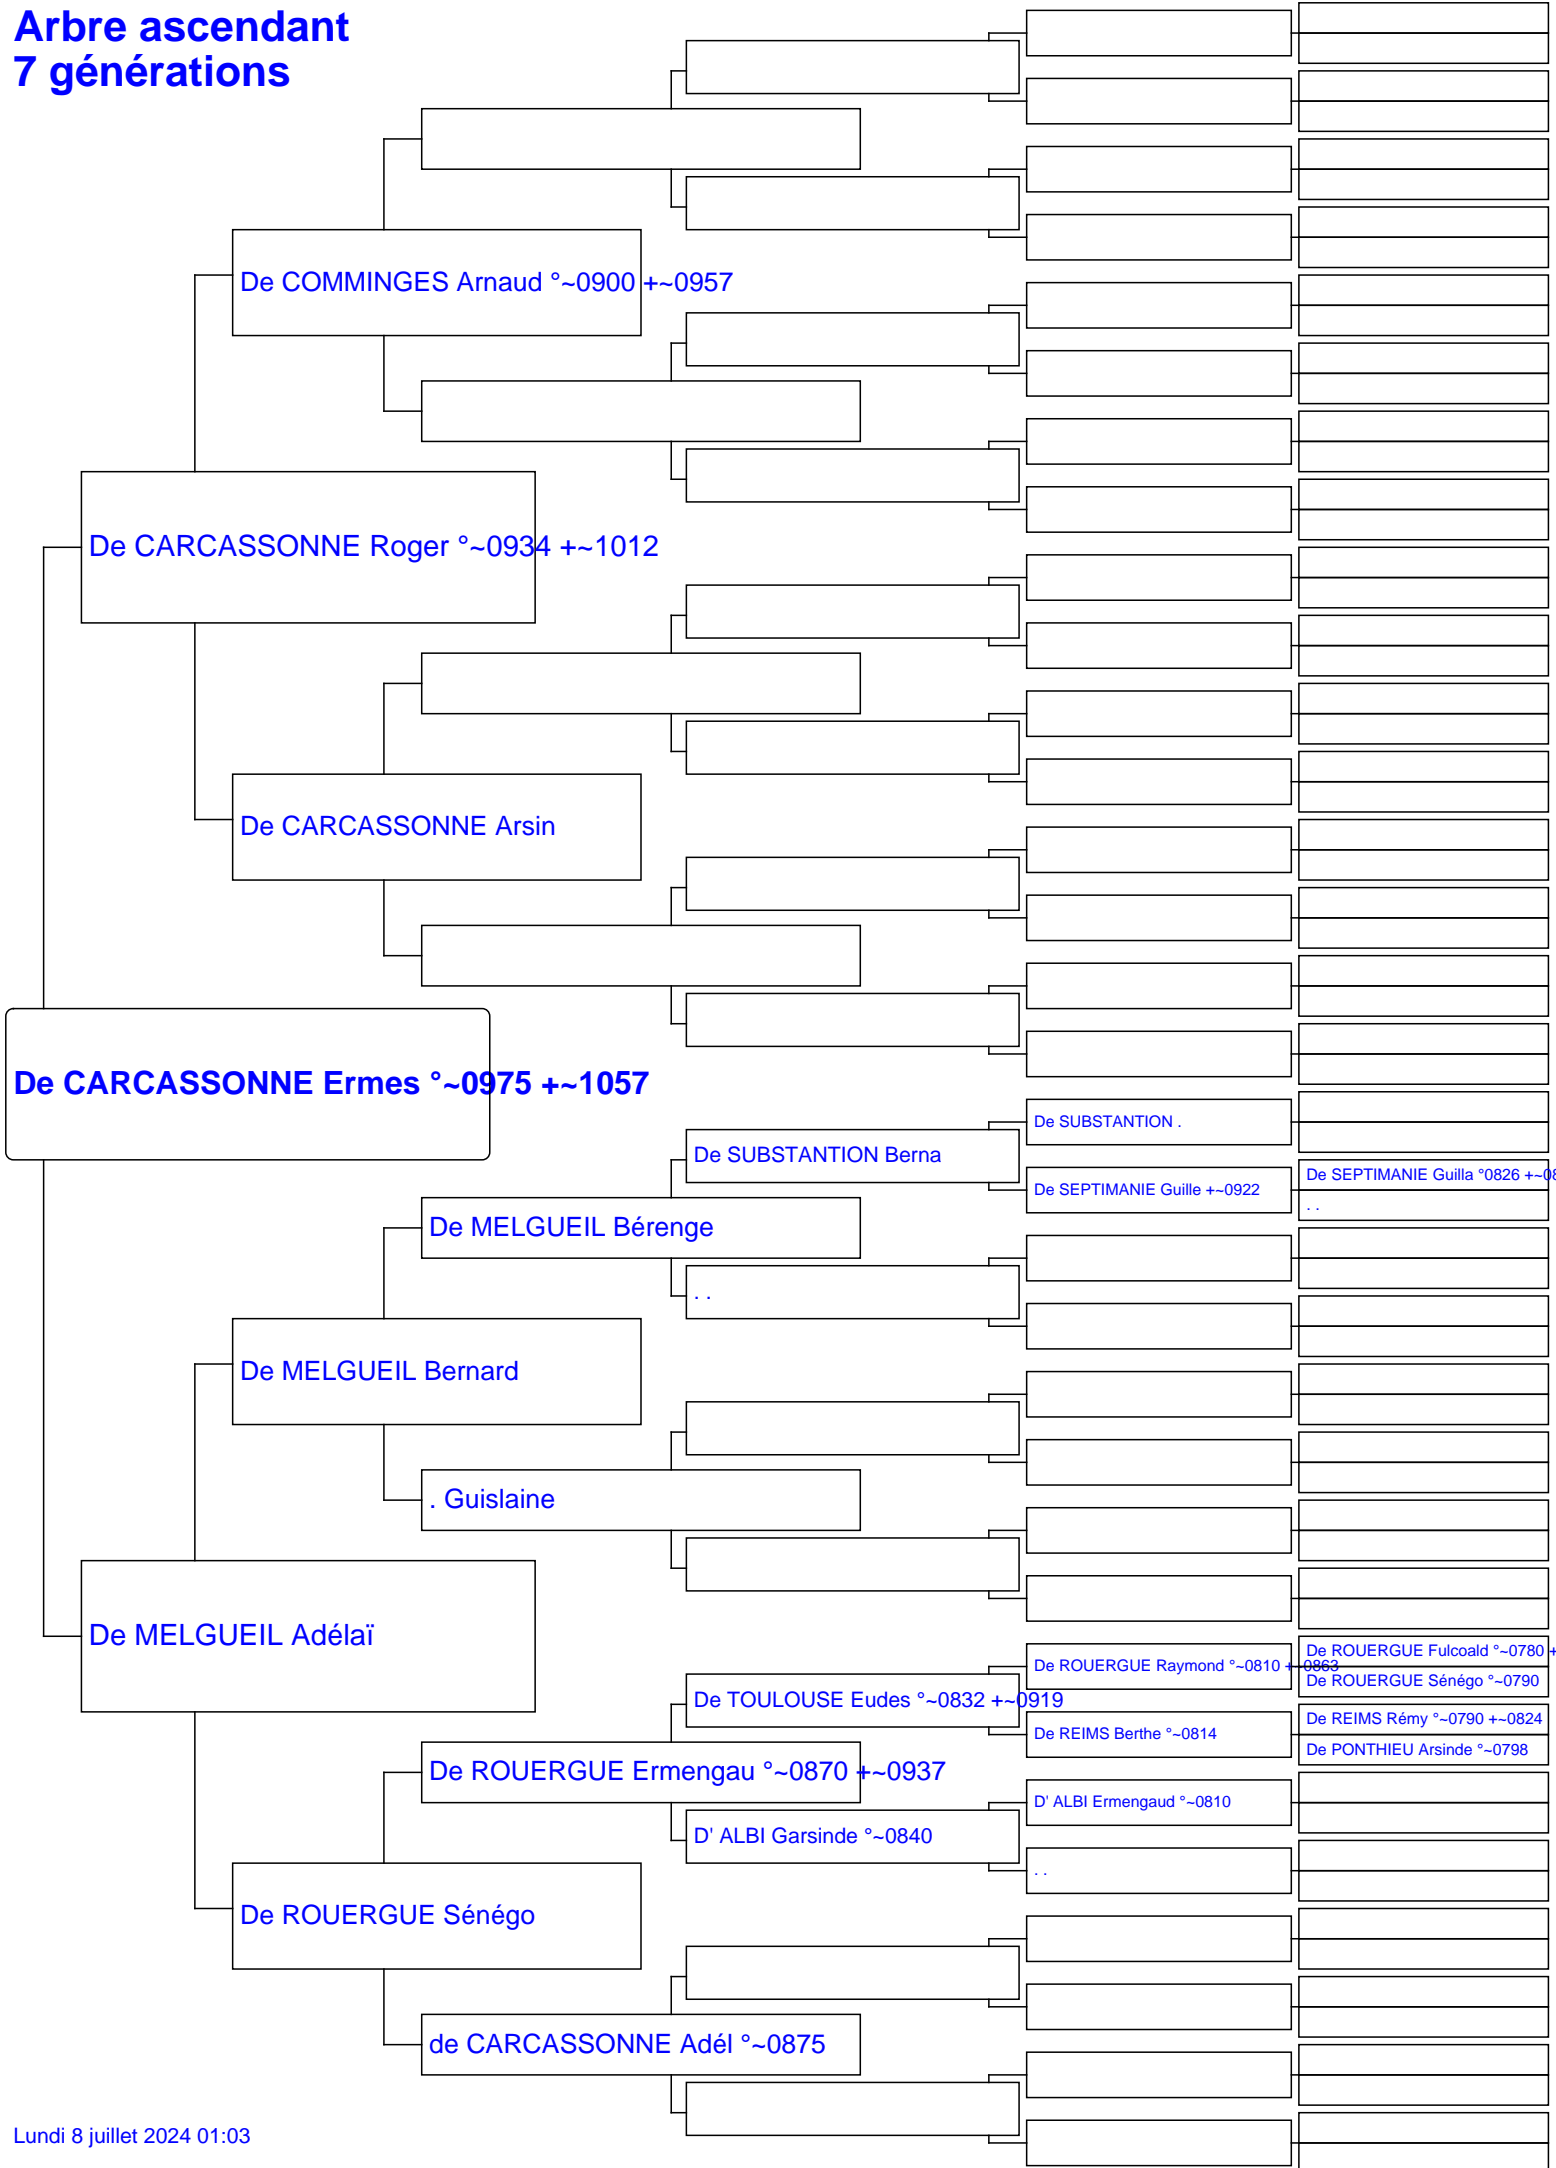 Arbre ascendant
7 générations
De COMMINGES Arnaud °~0900 +~0957
De CARCASSONNE Roger °~0934 +~1012
De CARCASSONNE Arsin
De CARCASSONNE Ermes °~0975 +~1057
De SUBSTANTION .
De SUBSTANTION Berna
De SEPTIMANIE Guilla °0826 +~08
De SEPTIMANIE Guille +~0922
. .
De MELGUEIL Bérenge
. .
De MELGUEIL Bernard
. Guislaine
De MELGUEIL Adélaï
De ROUERGUE Fulcoald °~0780 +
De ROUERGUE Raymond °~0810 +~0863
De ROUERGUE Sénégo °~0790
De TOULOUSE Eudes °~0832 +~0919
De REIMS Rémy °~0790 +~0824
De REIMS Berthe °~0814
De PONTHIEU Arsinde °~0798
De ROUERGUE Ermengau °~0870 +~0937
D' ALBI Ermengaud °~0810
D' ALBI Garsinde °~0840
. .
De ROUERGUE Sénégo
de CARCASSONNE Adél °~0875
Lundi 8 juillet 2024 01:03